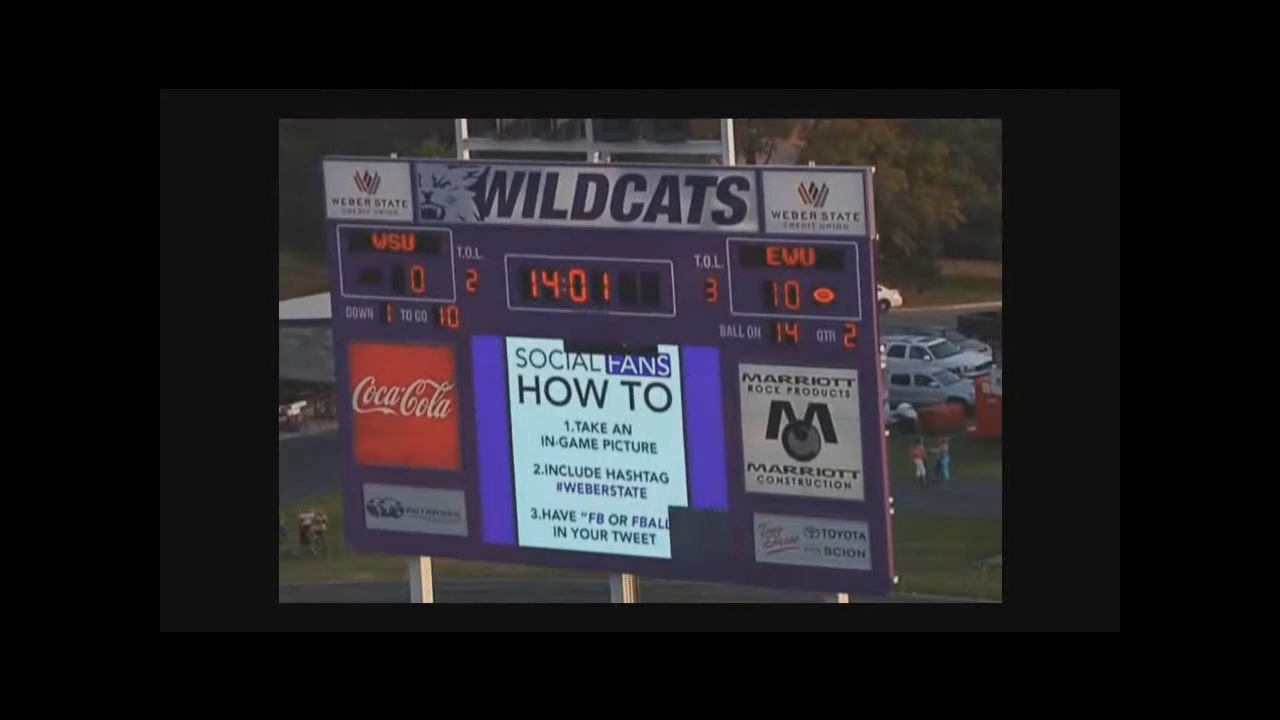 WEBER STATE
CREDIT UNION
WILDCATS
WEBER STATE
CREDIT UNION
WSU
T.O.L.
0
2
14:01
T.O.L.
EWU
3
10
DOWN 1 TO GO 10
BALL ON 14 QTR 2
Coca-Cola
SOCIAL FANS
HOW TO
1.TAKE AN
IN-GAME PICTURE
2.INCLUDE HASHTAG
#WEBERSTATE
3.HAVE "FB OR FBALL
IN YOUR TWEET
MARRIOTT
ROCK PRODUCTS
M
MARRIOTT
CONSTRUCTION
TOYOTA
SCION